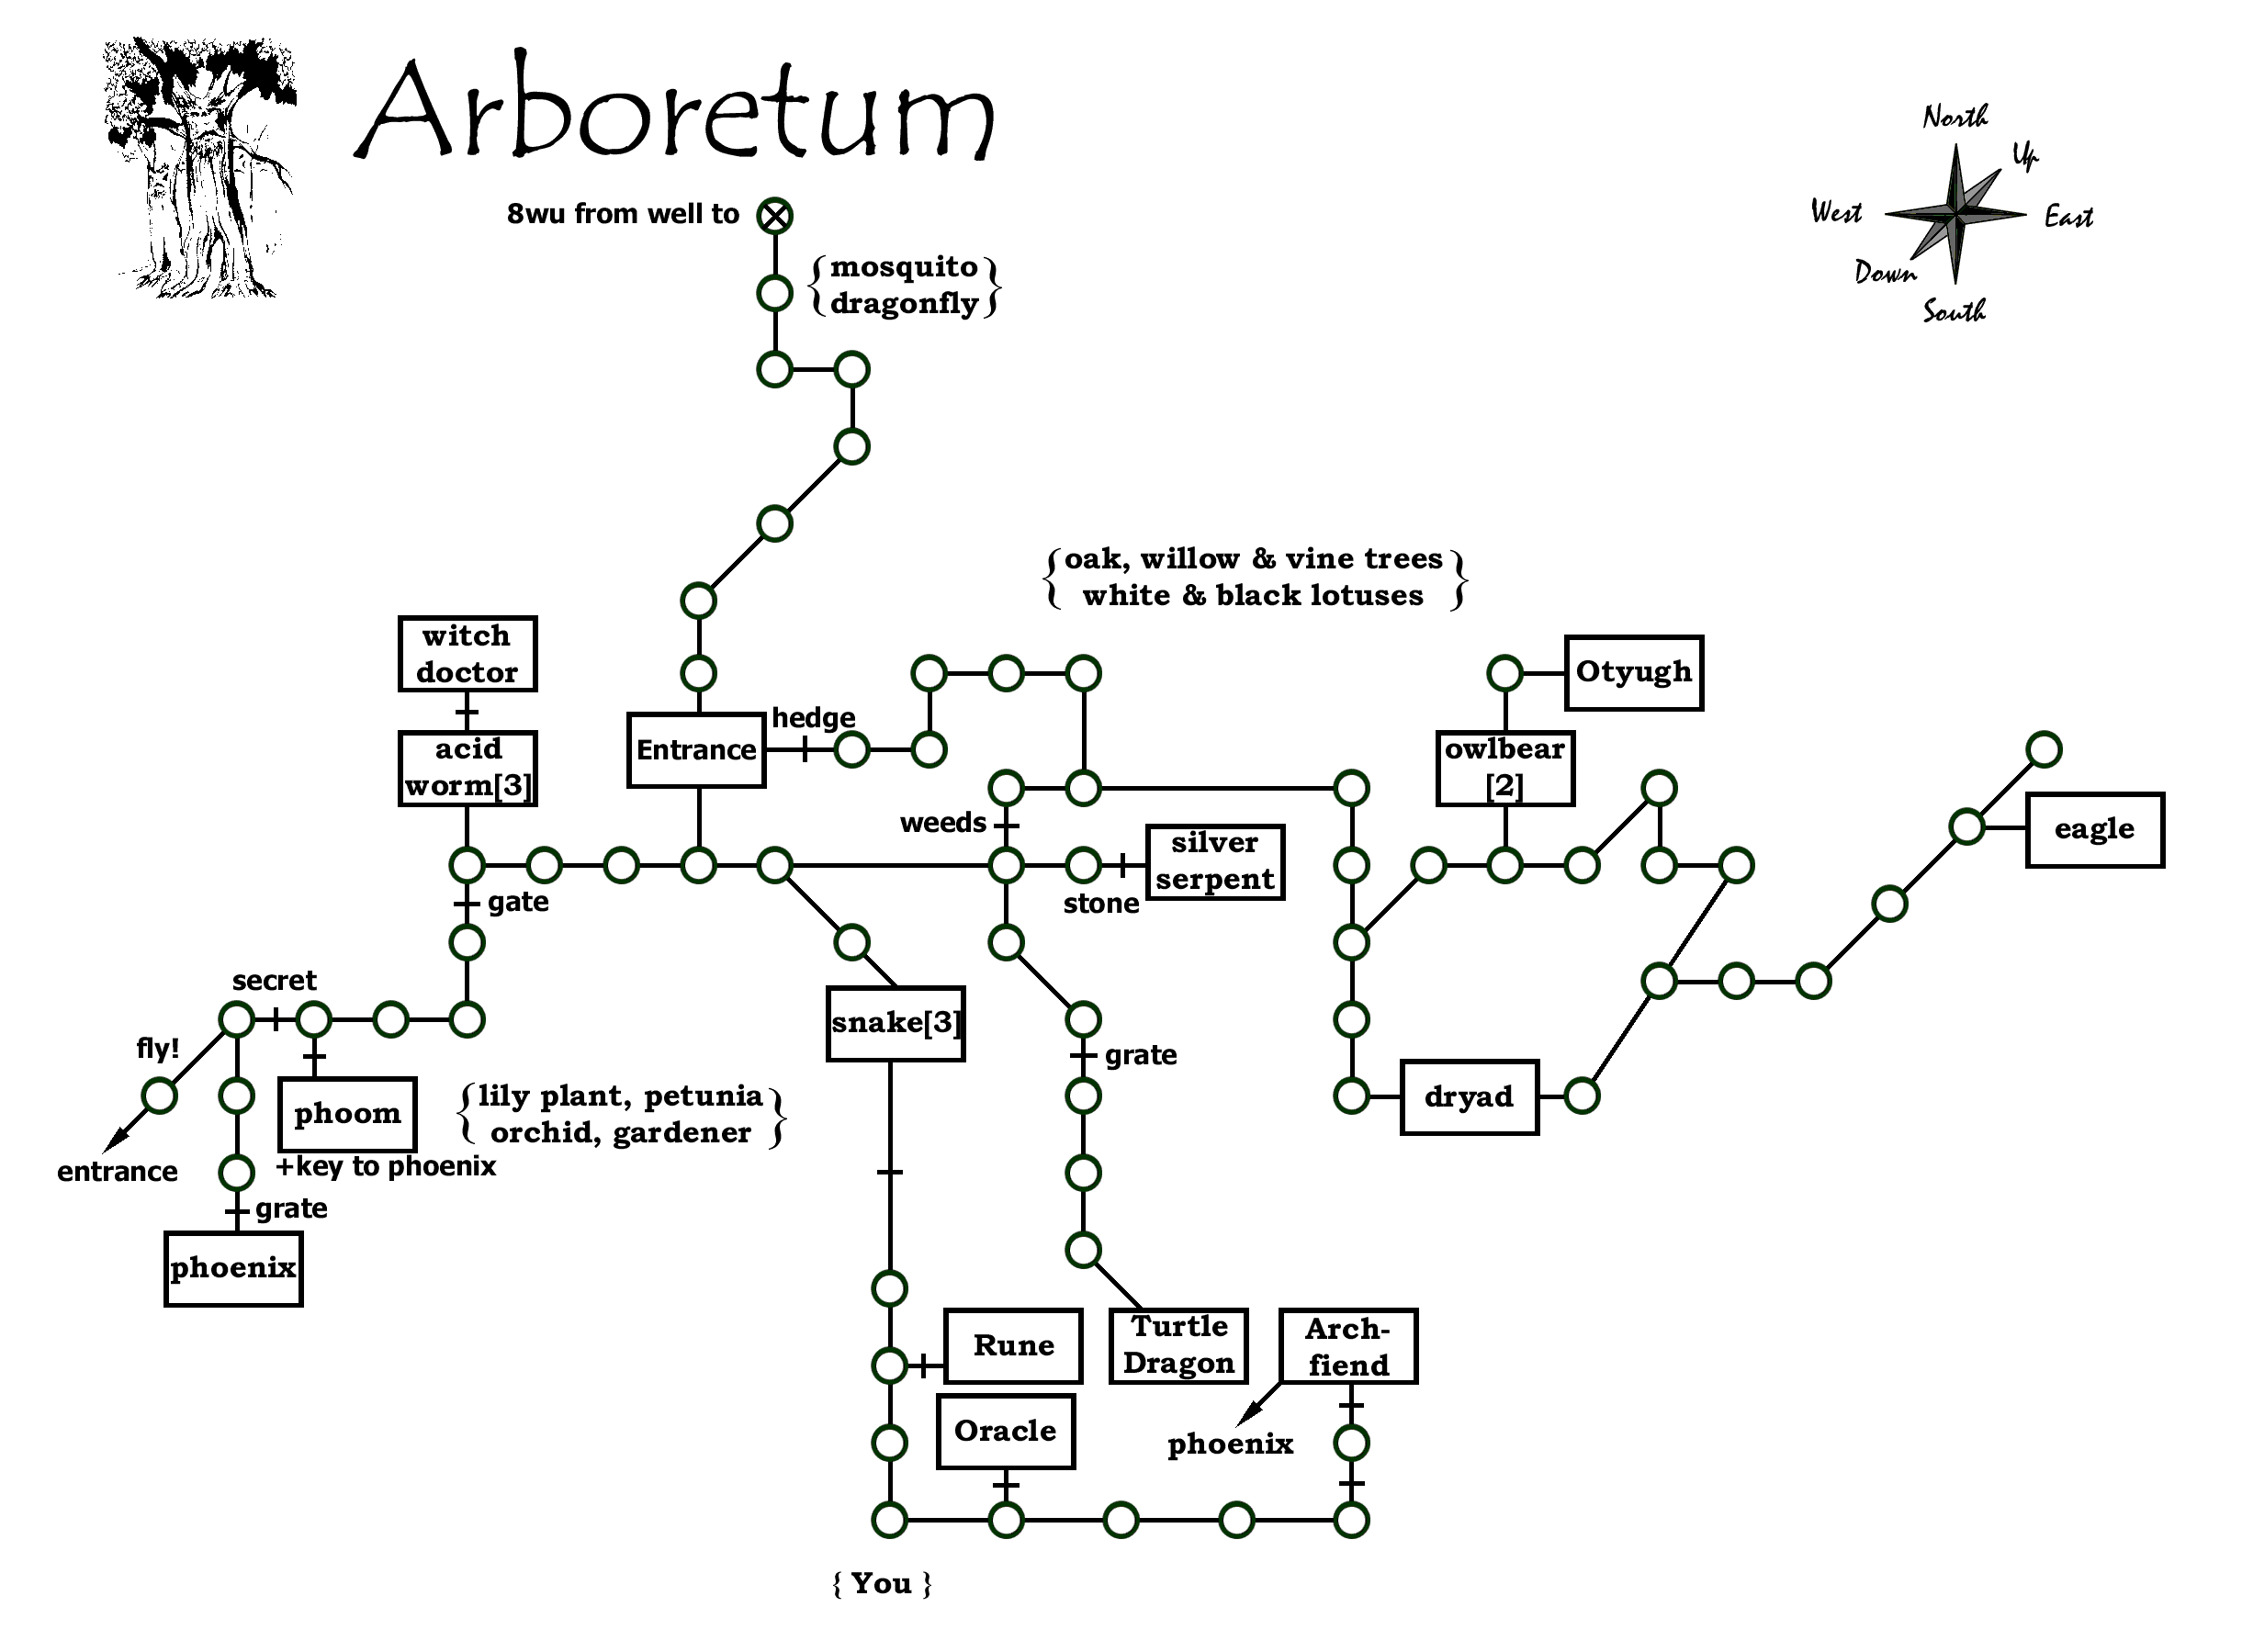 Arboretum
North
Up
West
East
Down
South
8wu from well to
{mosquito
dragonfly}
{oak, willow & vine trees
white & black lotuses}
witch
doctor
acid
worm[3]
Entrance
hedge
Otyugh
owlbear
[2]
eagle
weeds
silver
serpent
stone
gate
secret
snake[3]
fly!
grate
entrance
phoom
+key to phoenix
{lily plant, petunia
orchid, gardener}
dryad
grate
phoenix
Rune
Turtle
Dragon
Arch-
fiend
Oracle
phoenix
{ You }